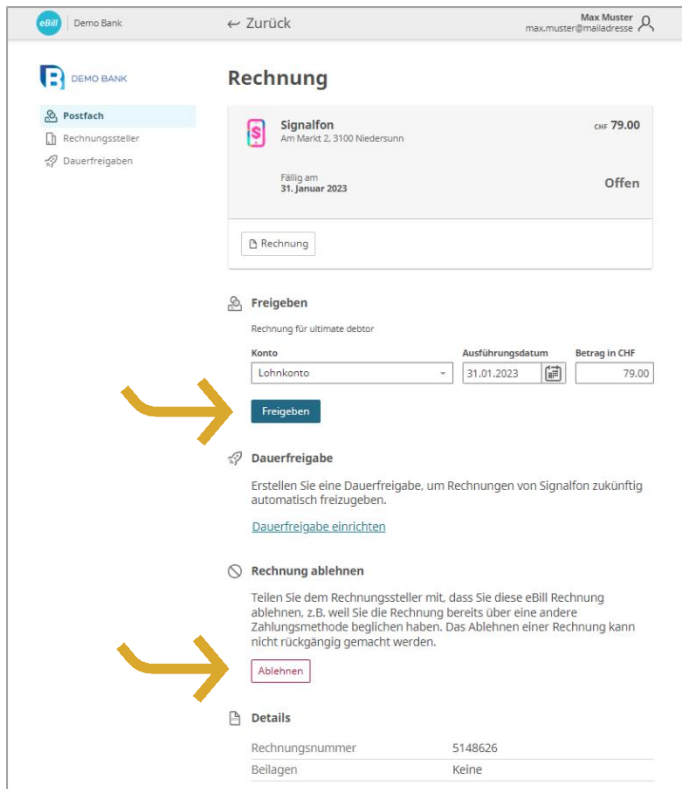 eBill Demo Bank ← Zurück Max Muster
max.muster@mailadresse
DEMO BANK
Rechnung
Postfach
Rechnungssteller
Dauerfreigaben
Signalfon CHF 79.00
Am Markt 2, 3100 Niedersunn
Fällig am
31. Januar 2023 Offen
Rechnung
Freigeben
Rechnung für ultimate debtor
Konto Ausführungsdatum Betrag in CHF
Lohnkonto 31.01.2023 79.00
Freigeben
Dauerfreigabe
Erstellen Sie eine Dauerfreigabe, um Rechnungen von Signalfon zukünftig
automatisch freizugeben.
Dauerfreigabe einrichten
Rechnung ablehnen
Teilen Sie dem Rechnungssteller mit, dass Sie diese eBill Rechnung
ablehnen, z.B. weil Sie die Rechnung bereits über eine andere
Zahlungsmethode beglichen haben. Das Ablehnen einer Rechnung kann
nicht rückgängig gemacht werden.
Ablehnen
Details
Rechnungsnummer 5148626
Beilagen Keine